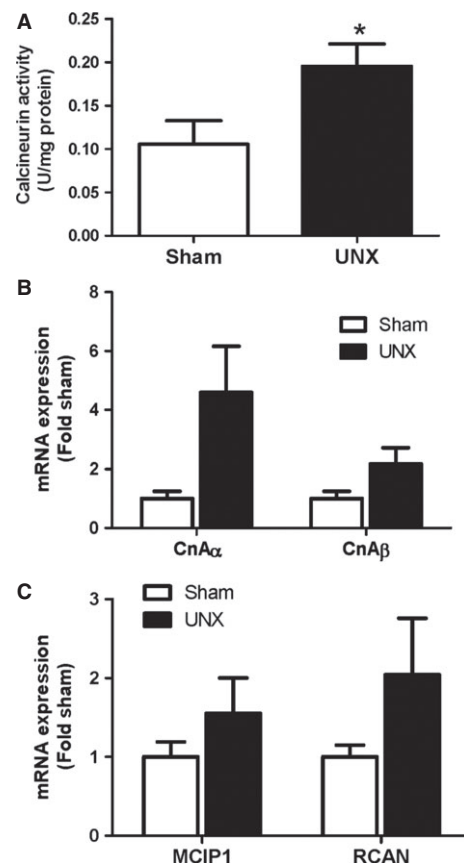 A
Calcineurin activity
(U/mg protein)
0.25
0.20
0.15
0.10
0.05
0.00
*
Sham
UNX
B
mRNA expression
(Fold sham)
8
6
4
2
0
Sham
UNX
CnAα
CnAβ
C
mRNA expression
(Fold sham)
3
2
1
0
Sham
UNX
MCIP1
RCAN